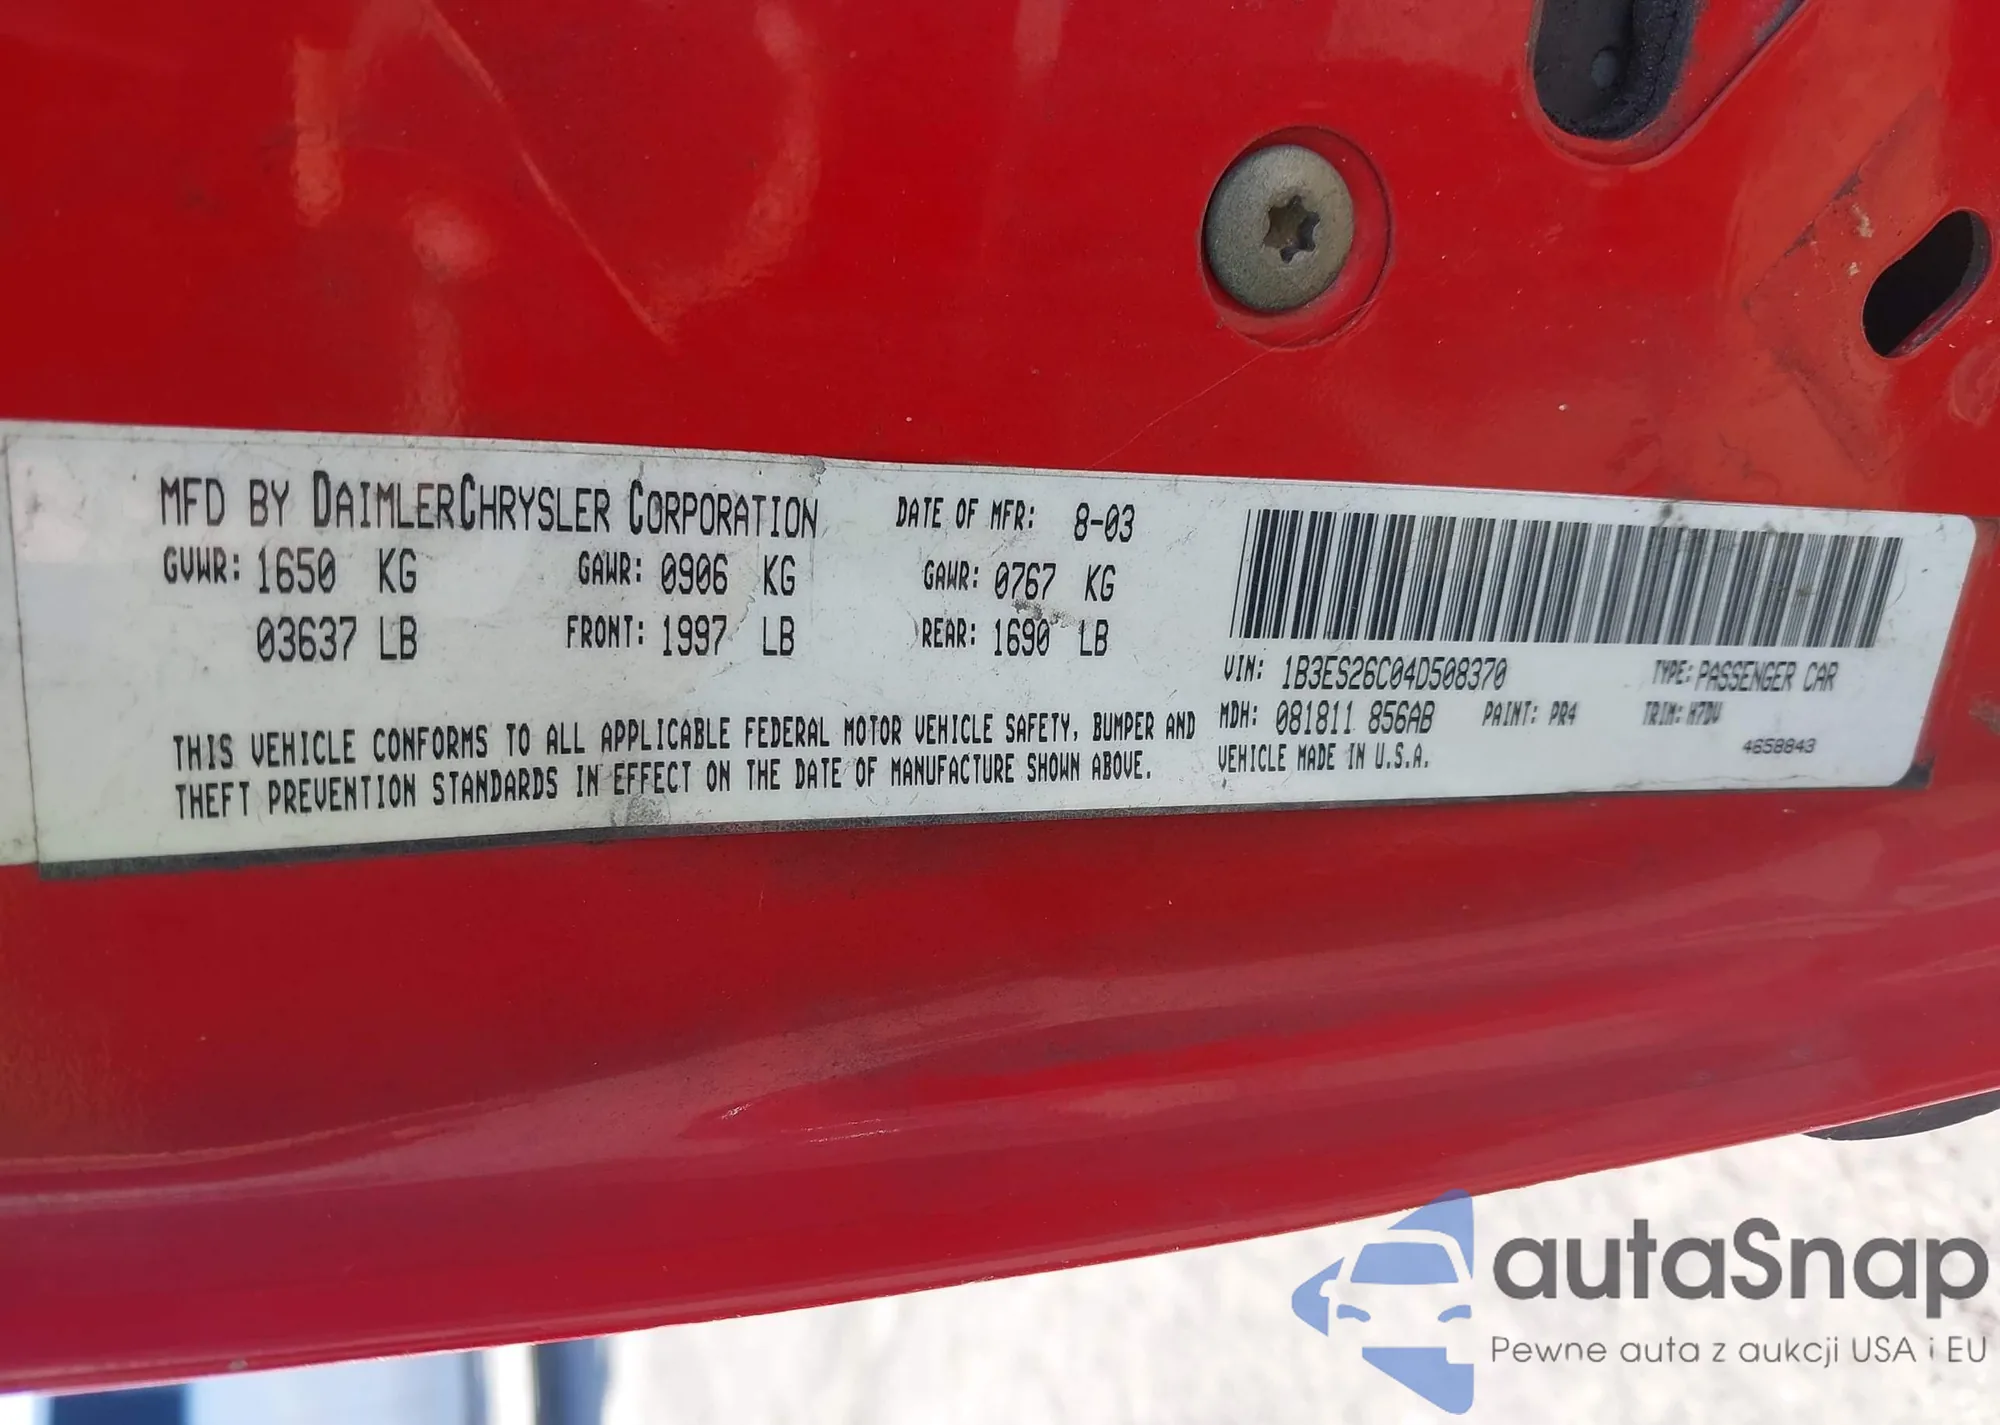 MFD BY DAIMLERCHRYSLER CORPORATION DATE OF MFR: 8-03
GVWR: 1650 KG GAWR: 0906 KG GAWR: 0767 KG
03637 LB FRONT: 1997 LB REAR: 1690 LB
THIS VEHICLE CONFORMS TO ALL APPLICABLE FEDERAL MOTOR VEHICLE SAFETY, BUMPER AND
THEFT PREVENTION STANDARDS IN EFFECT ON THE DATE OF MANUFACTURE SHOWN ABOVE.
VIN: 1B3ES26C04D508370 TYPE: PASSENGER CAR
MDH: 081811 856AB PAINT: PR4 TRIM: H7DV
VEHICLE MADE IN U.S.A. 4658843
autaSnap
Pewne auta z aukcji USA i EU